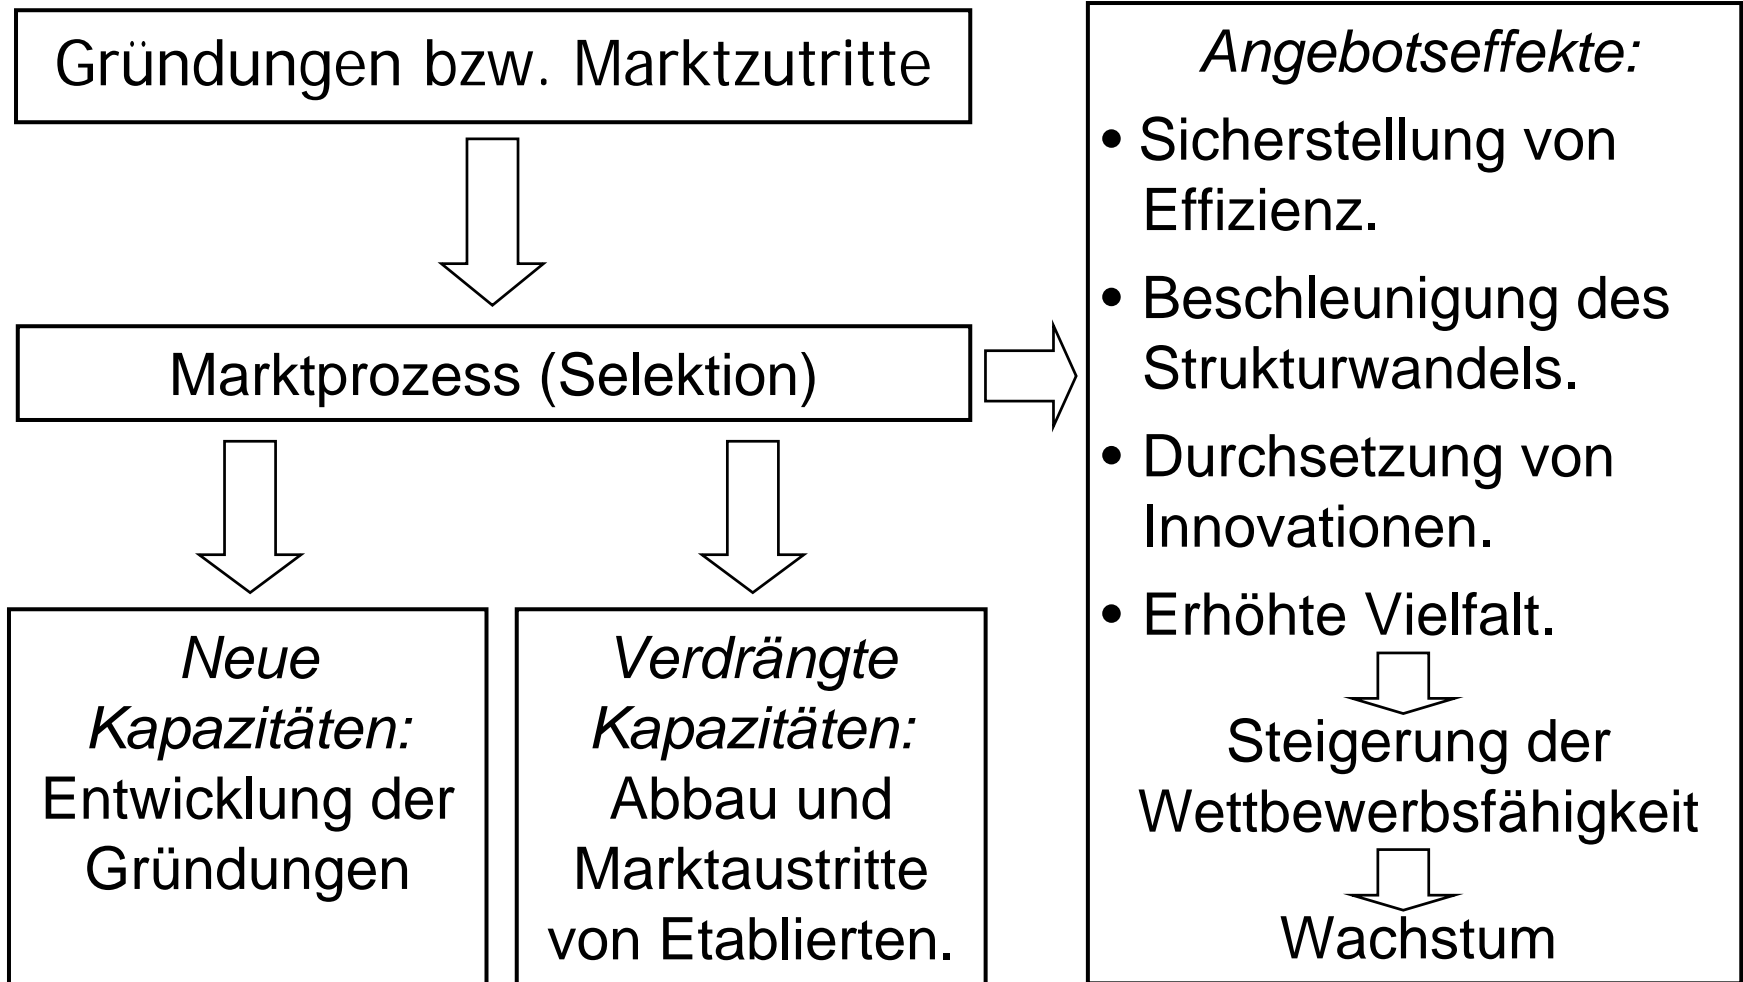 Gründungen bzw. Marktzutritte
Marktprozess (Selektion)
Neue
Kapazitäten:
Entwicklung der
Gründungen
Verdrängte
Kapazitäten:
Abbau und
Marktaustritte
von Etablierten.
Angebotseffekte:
• Sicherstellung von
Effizienz.
• Beschleunigung des
Strukturwandels.
• Durchsetzung von
Innovationen.
• Erhöhte Vielfalt.
Steigerung der
Wettbewerbsfähigkeit
Wachstum